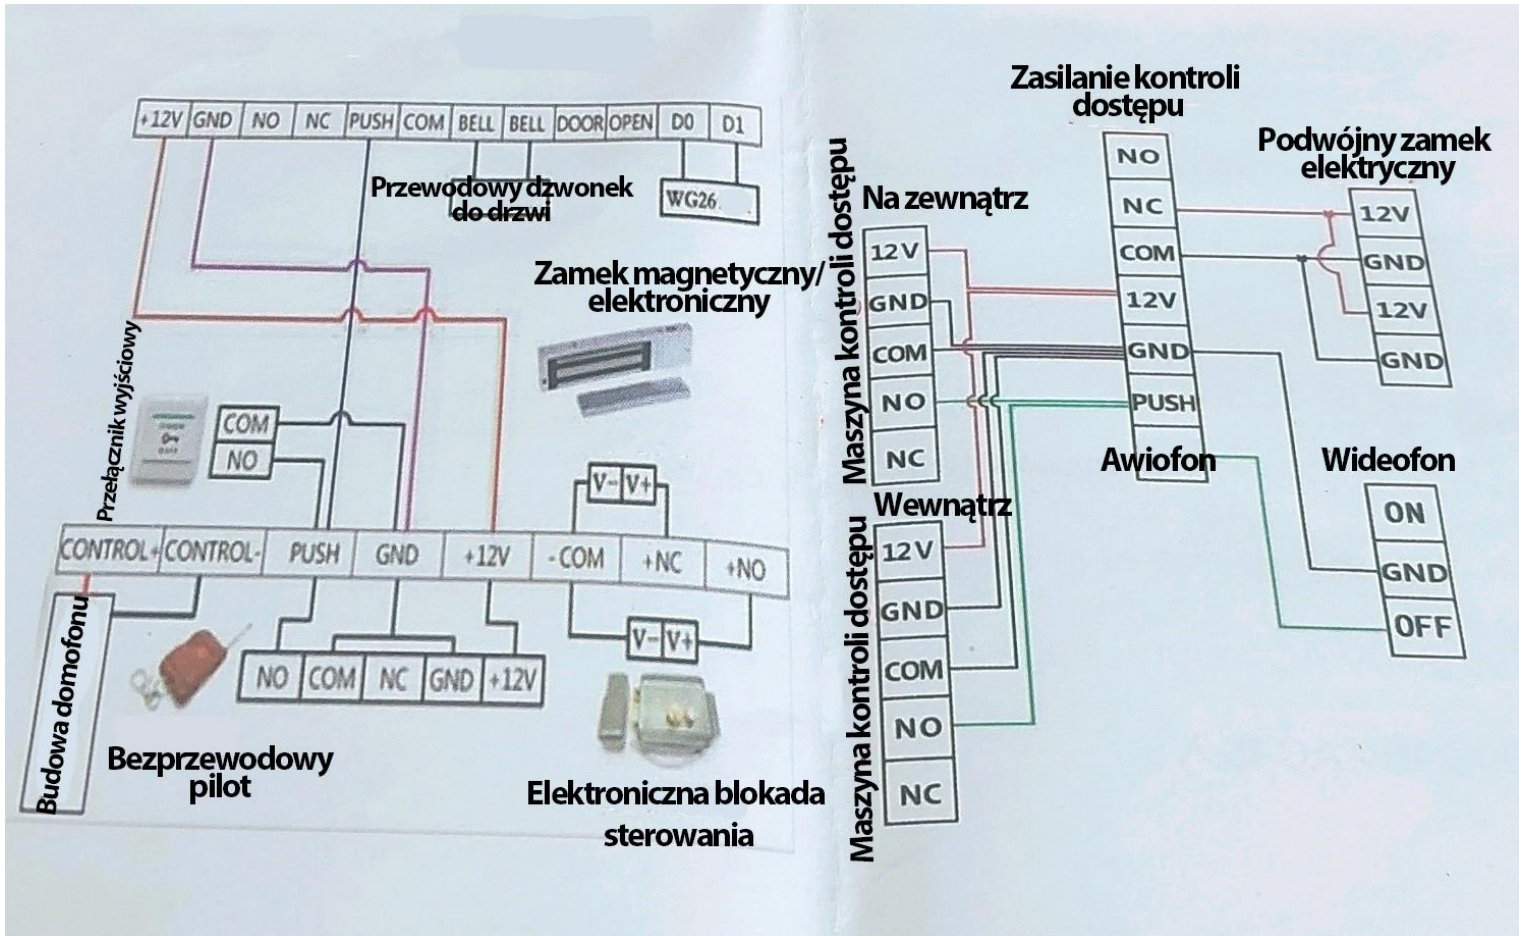 +12V GND NO NC PUSH COM BELL BELL DOOR OPEN D0 D1
Przewodowy dzwonek
do drzwi
WG26
Zamek magnetyczny/
elektroniczny
Przełącznik wyjściowy
COM
NO
V- V+
CONTROL+ CONTROL- PUSH GND +12V -COM +NC +NO
V- V+
NO COM NC GND +12V
Budowa domofonu
Bezprzewodowy
pilot
Elektroniczna blokada
sterowania
Zasilanie kontroli
dostępu
NO
NC
COM
12V
GND
PUSH
Awiofon
Podwójny zamek
elektryczny
12V
GND
12V
GND
Maszyna kontroli dostępu
Na zewnątrz
12V
GND
COM
NO
NC
Maszyna kontroli dostępu
Wewnątrz
12V
GND
COM
NO
NC
Wideofon
ON
GND
OFF